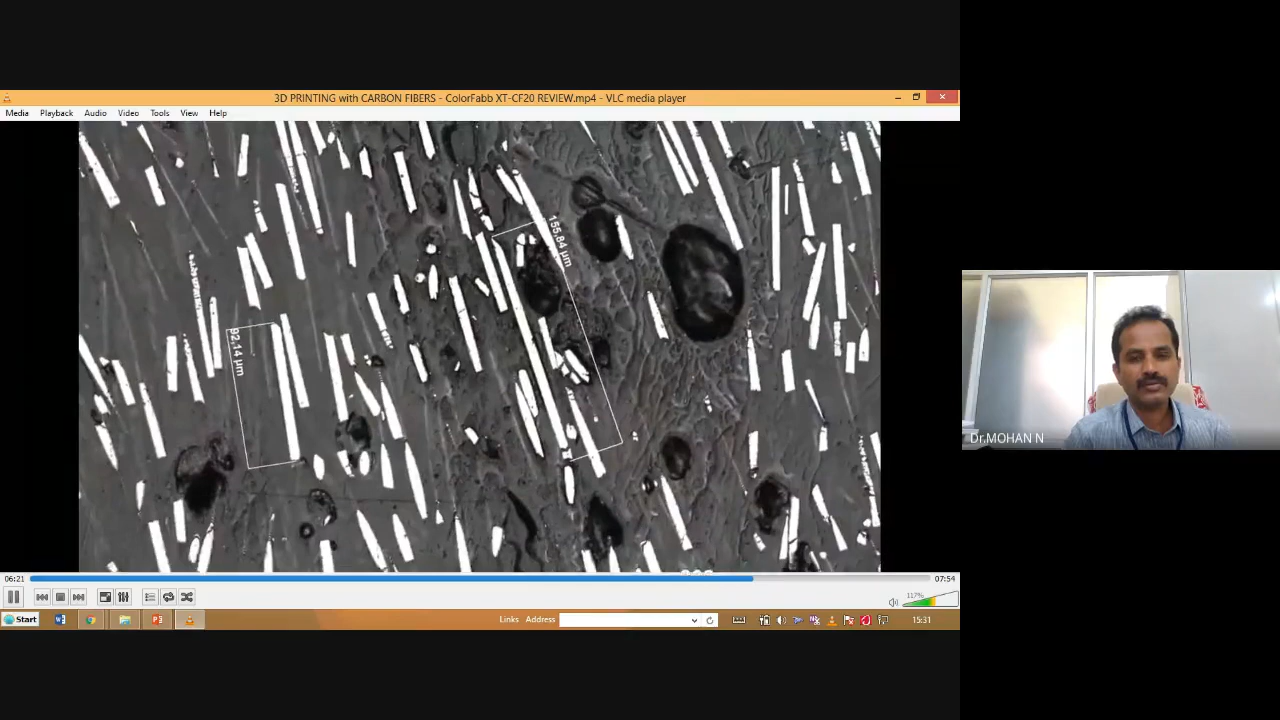 3D PRINTING with CARBON FIBERS - ColorFabb XT-CF20 REVIEW.mp4 - VLC media player
Media Playback Audio Video Tools View Help
155,84 µm
92,14 µm
Dr.MOHAN N
06:21
07:54
117%
Start
Links Address
15:31